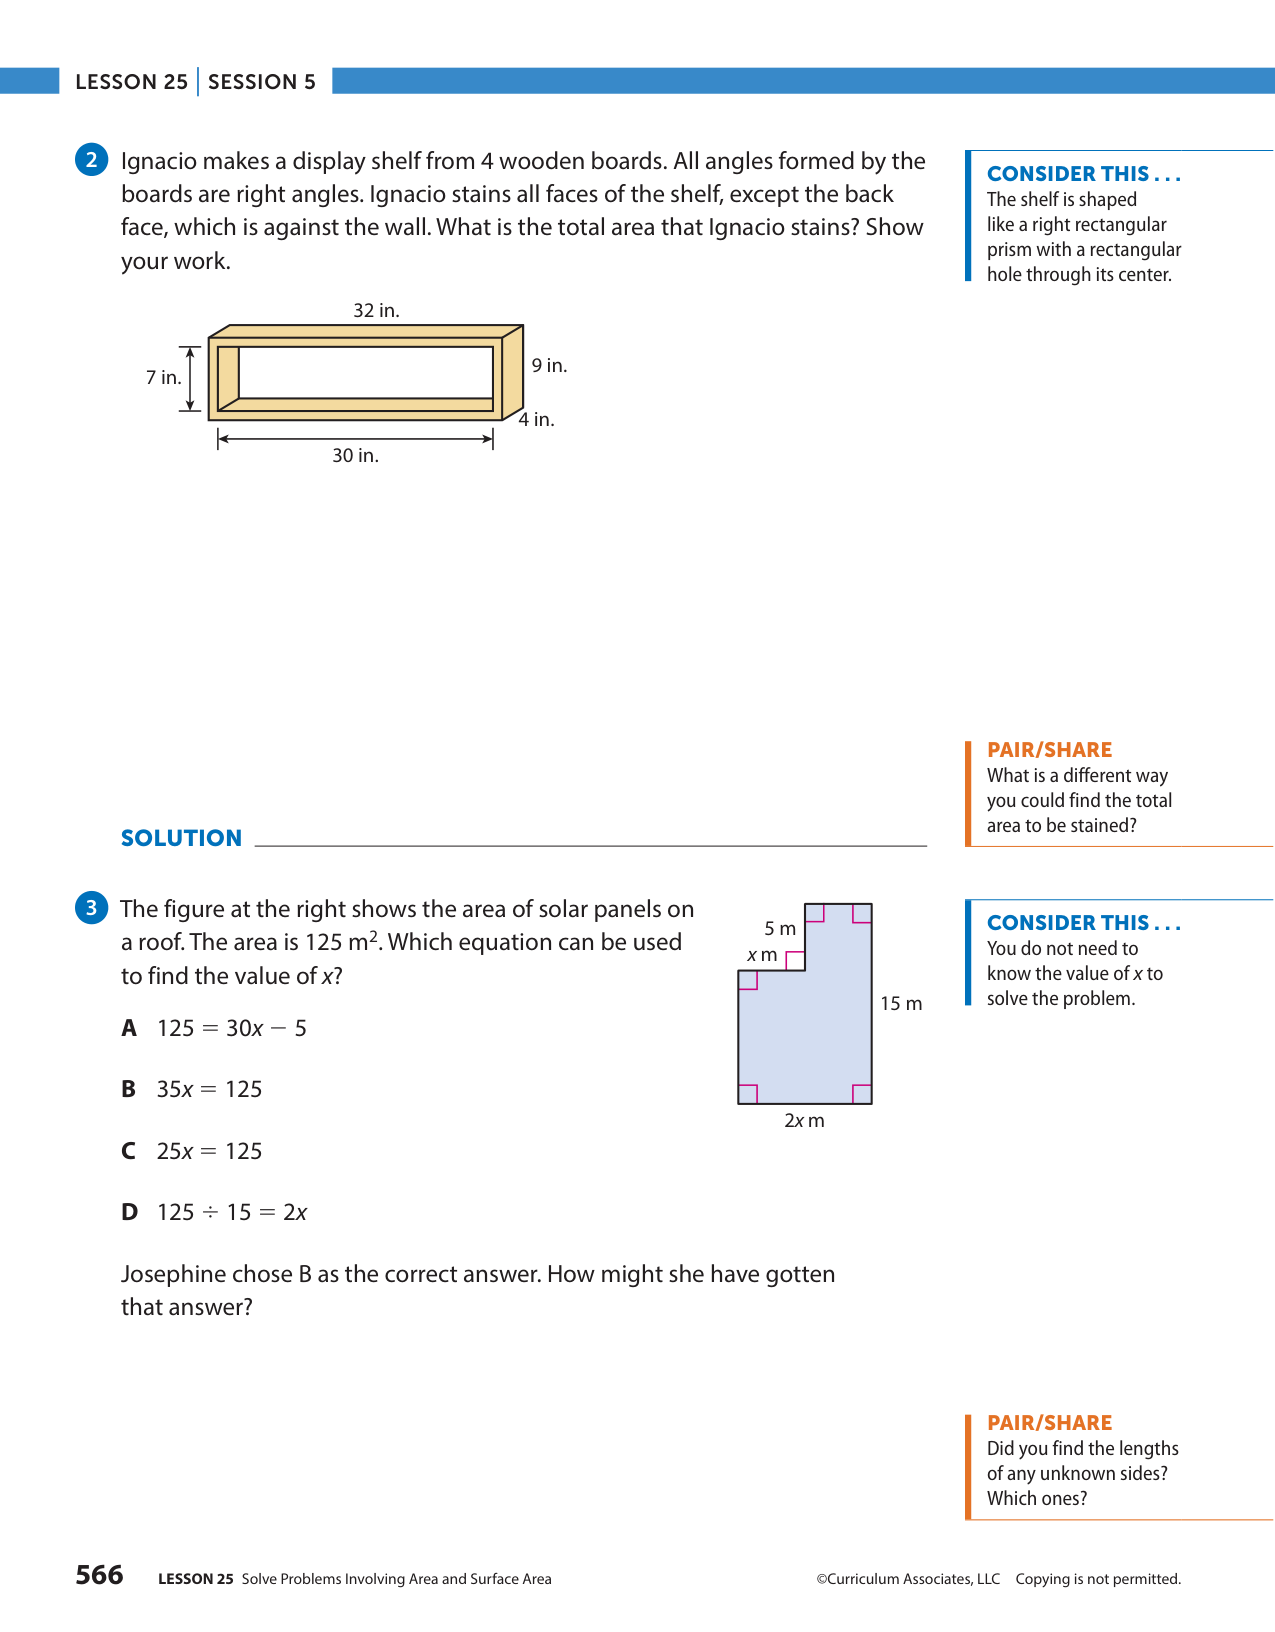 LESSON 25 | SESSION 5
2 Ignacio makes a display shelf from 4 wooden boards. All angles formed by the
boards are right angles. Ignacio stains all faces of the shelf, except the back
face, which is against the wall. What is the total area that Ignacio stains? Show
your work.
CONSIDER THIS . . .
The shelf is shaped
like a right rectangular
prism with a rectangular
hole through its center.
32 in.
9 in.
7 in.
4 in.
30 in.
PAIR/SHARE
What is a different way
you could find the total
area to be stained?
SOLUTION
3 The figure at the right shows the area of solar panels on
a roof. The area is 125 m². Which equation can be used
to find the value of x?
A 125 = 30x − 5
B 35x = 125
C 25x = 125
D 125 ÷ 15 = 2x
5 m
x m
15 m
2x m
CONSIDER THIS . . .
You do not need to
know the value of x to
solve the problem.
Josephine chose B as the correct answer. How might she have gotten
that answer?
PAIR/SHARE
Did you find the lengths
of any unknown sides?
Which ones?
566 LESSON 25 Solve Problems Involving Area and Surface Area
©Curriculum Associates, LLC Copying is not permitted.